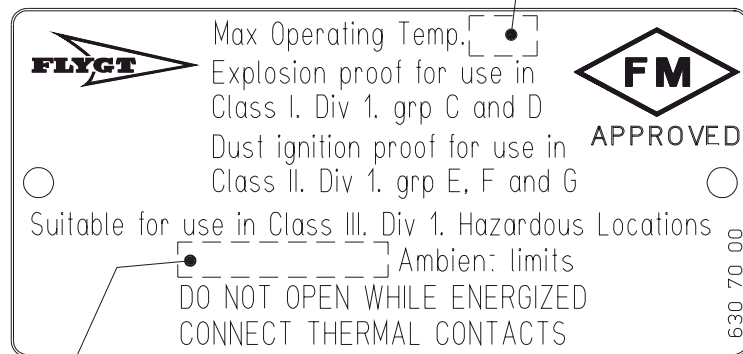 Max Operating Temp.
FLYGT
Explosion proof for use in
Class I. Div 1. grp C and D
FM
APPROVED
Dust ignition proof for use in
Class II. Div 1. grp E, F and G
Suitable for use in Class III. Div 1. Hazardous Locations
Ambient limits
DO NOT OPEN WHILE ENERGIZED
CONNECT THERMAL CONTACTS
630 70 00